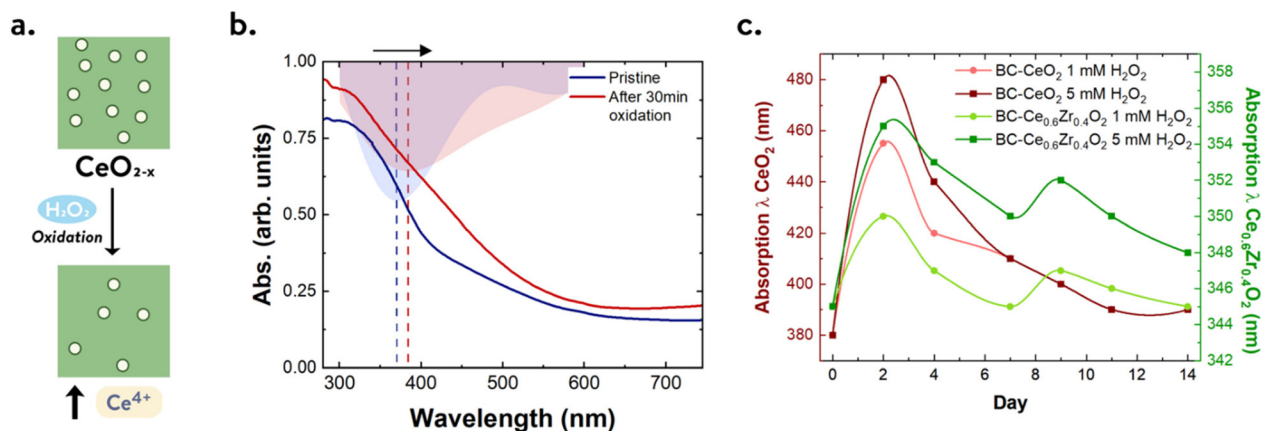 a.
CeO₂₋ₓ
H₂O₂
Oxidation
Ce⁴⁺
b.
1.00
0.75
0.50
0.25
0.00
Abs. (arb. units)
Pristine
After 30min
oxidation
300
400
500
600
700
Wavelength (nm)
c.
480
460
440
420
400
380
Absorption λ CeO₂ (nm)
BC-CeO₂ 1 mM H₂O₂
BC-CeO₂ 5 mM H₂O₂
BC-Ce₀.₆Zr₀.₄O₂ 1 mM H₂O₂
BC-Ce₀.₆Zr₀.₄O₂ 5 mM H₂O₂
358
356
354
352
350
348
346
344
342
Absorption λ Ce₀.₆Zr₀.₄O₂ (nm)
0
2
4
6
8
10
12
14
Day